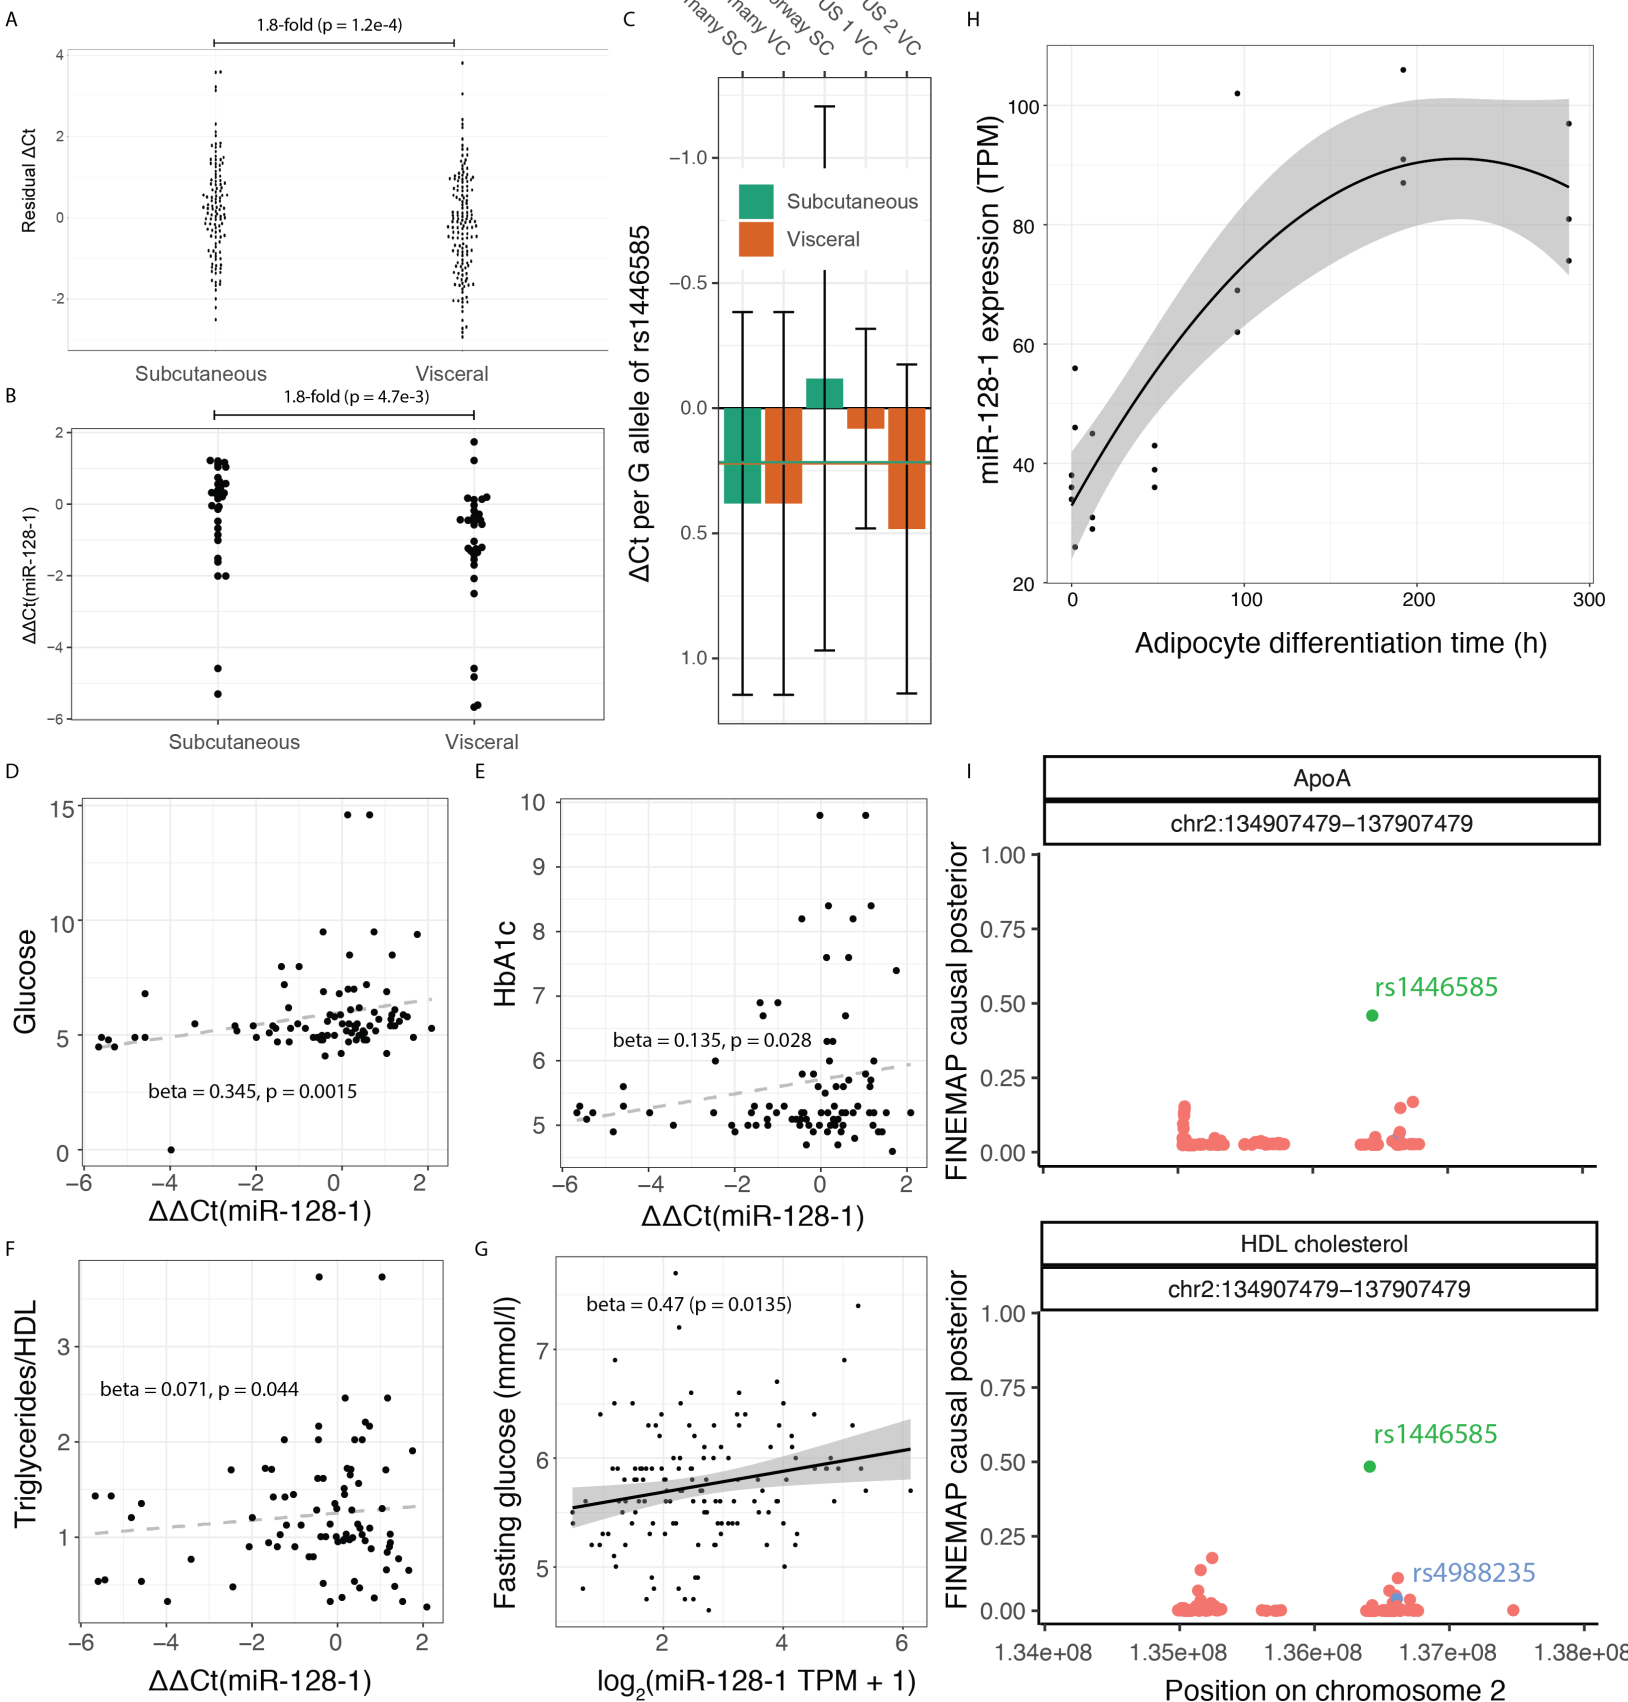 A
1.8-fold (p = 1.2e-4)
Residual ΔCt
4
2
0
-2
Subcutaneous
Visceral
B
1.8-fold (p = 4.7e-3)
ΔΔCt(miR-128-1)
2
0
−2
−4
−6
Subcutaneous
Visceral
C
many SC
many VC
orway SC
US 1 VC
US 2 VC
ΔCt per G allele of rs1446585
−1.0
−0.5
0.0
0.5
1.0
Subcutaneous
Visceral
H
miR-128-1 expression (TPM)
100
80
60
40
20
0
100
200
300
Adipocyte differentiation time (h)
D
Glucose
15
10
5
0
beta = 0.345, p = 0.0015
−6
−4
−2
0
2
ΔΔCt(miR-128-1)
E
HbA1c
10
9
8
7
6
5
beta = 0.135, p = 0.028
−6
−4
−2
0
2
ΔΔCt(miR-128-1)
F
Triglycerides/HDL
3
2
1
beta = 0.071, p = 0.044
−6
−4
−2
0
2
ΔΔCt(miR-128-1)
G
Fasting glucose (mmol/l)
7
6
5
beta = 0.47 (p = 0.0135)
2
4
6
log2(miR-128-1 TPM + 1)
I
ApoA
chr2:134907479−137907479
FINEMAP causal posterior
1.00
0.75
0.50
0.25
0.00
rs1446585
HDL cholesterol
chr2:134907479−137907479
FINEMAP causal posterior
1.00
0.75
0.50
0.25
0.00
rs1446585
rs4988235
1.34e+08
1.35e+08
1.36e+08
1.37e+08
1.38e+08
Position on chromosome 2